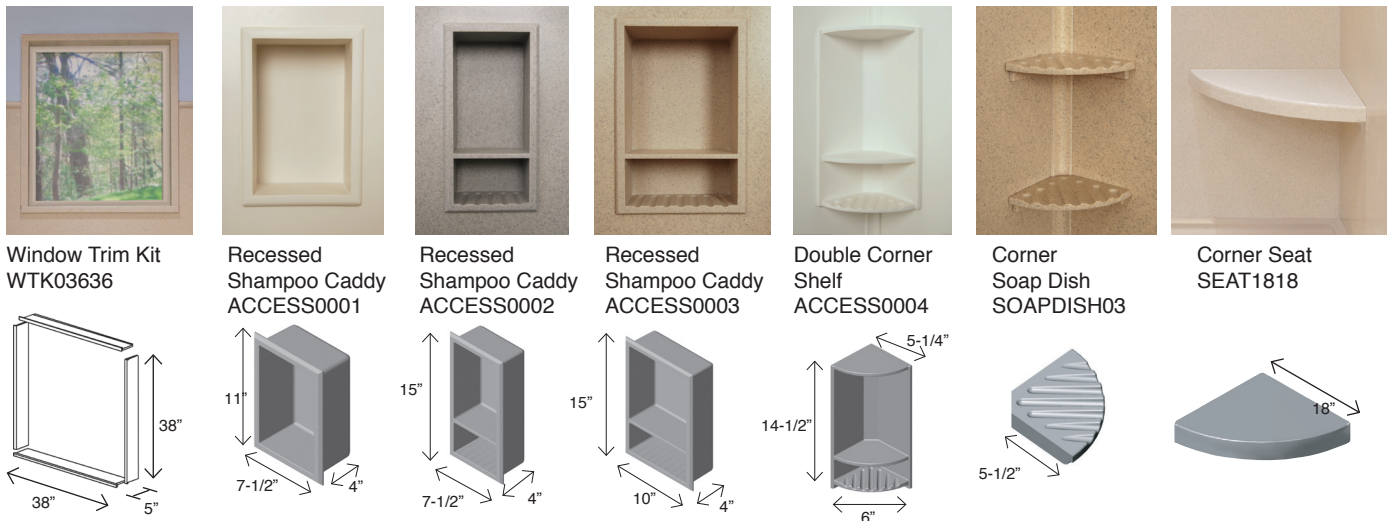 Window Trim Kit
WTK03636
Recessed
Shampoo Caddy
ACCESS0001
Recessed
Shampoo Caddy
ACCESS0002
Recessed
Shampoo Caddy
ACCESS0003
Double Corner
Shelf
ACCESS0004
Corner
Soap Dish
SOAPDISH03
Corner Seat
SEAT1818
38”
38”
5”
11”
7-1/2”
4”
15”
7-1/2”
4”
15”
10”
4”
5-1/4”
14-1/2”
6”
5-1/2”
18”